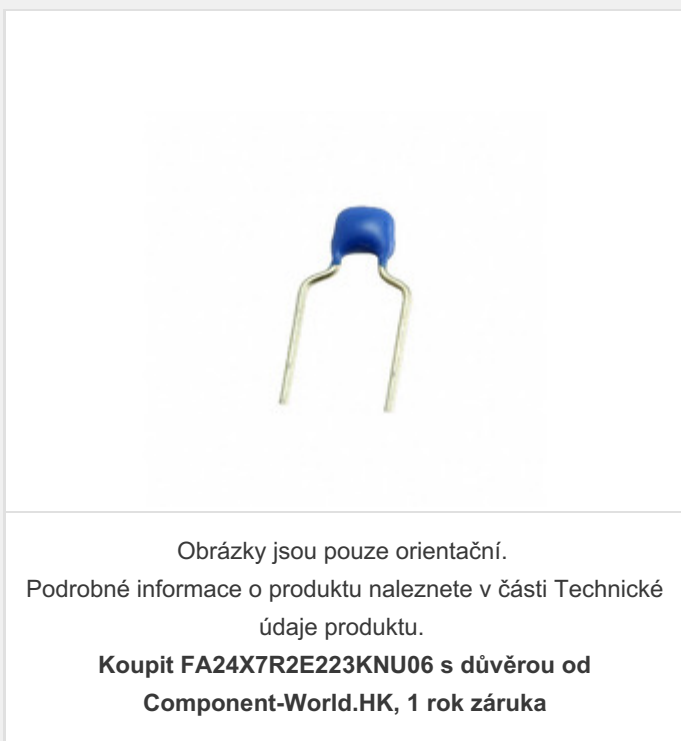 Obrázky jsou pouze orientační.
Podrobné informace o produktu naleznete v části Technické
údaje produktu.
Koupit FA24X7R2E223KNU06 s důvěrou od
Component-World.HK, 1 rok záruka